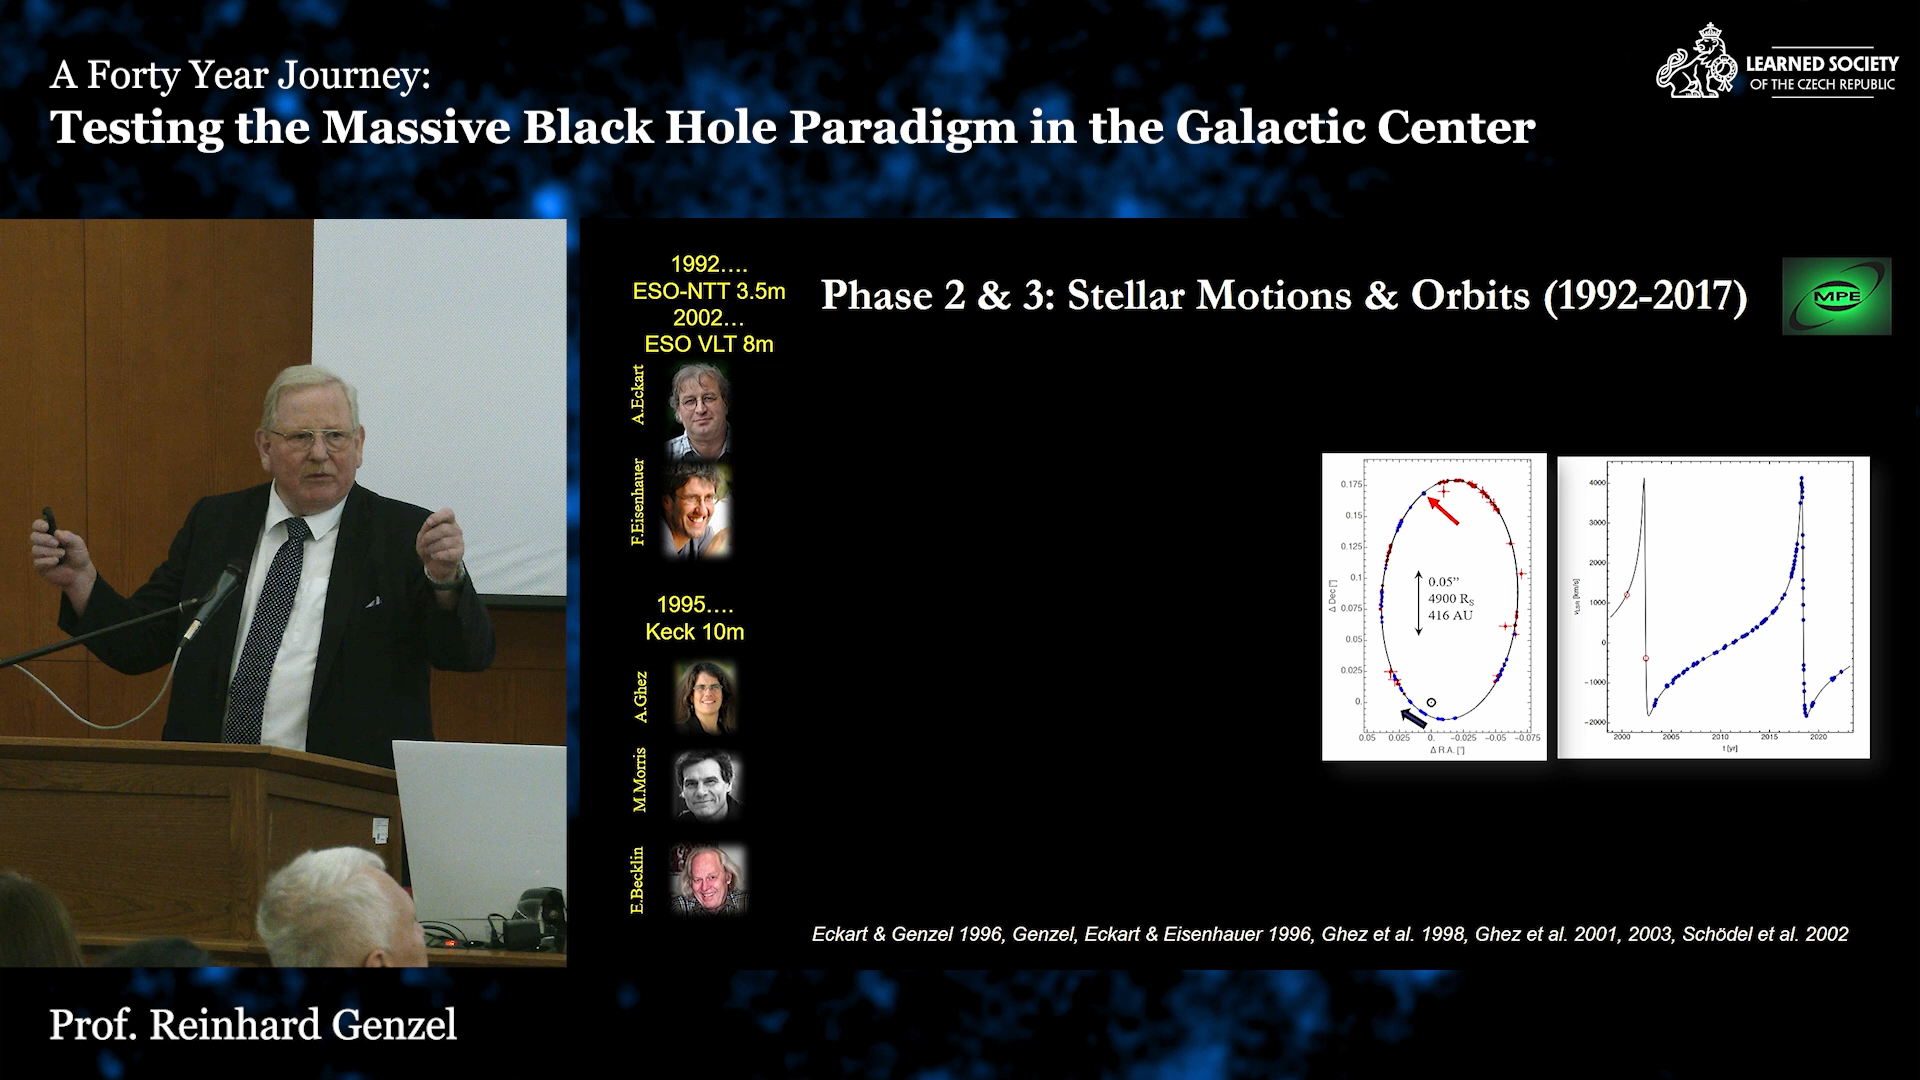 A Forty Year Journey:
Testing the Massive Black Hole Paradigm in the Galactic Center
LEARNED SOCIETY
OF THE CZECH REPUBLIC
1992....
ESO-NTT 3.5m
2002...
ESO VLT 8m
Phase 2 & 3: Stellar Motions & Orbits (1992-2017)
MPE
A.Eckart
F.Eisenhauer
1995....
Keck 10m
A.Ghez
M.Morris
E.Becklin
0.175
0.15
0.125
0.1
0.075
0.05
0.025
0.
Δ Dec ["]
0.05"
4900 RS
416 AU
0.05 0.025 0. -0.025 -0.05 -0.075
Δ R.A. ["]
4000
3000
2000
1000
0
-1000
-2000
vLSR [km/s]
2000 2005 2010 2015 2020
t [yr]
Eckart & Genzel 1996, Genzel, Eckart & Eisenhauer 1996, Ghez et al. 1998, Ghez et al. 2001, 2003, Schödel et al. 2002
Prof. Reinhard Genzel